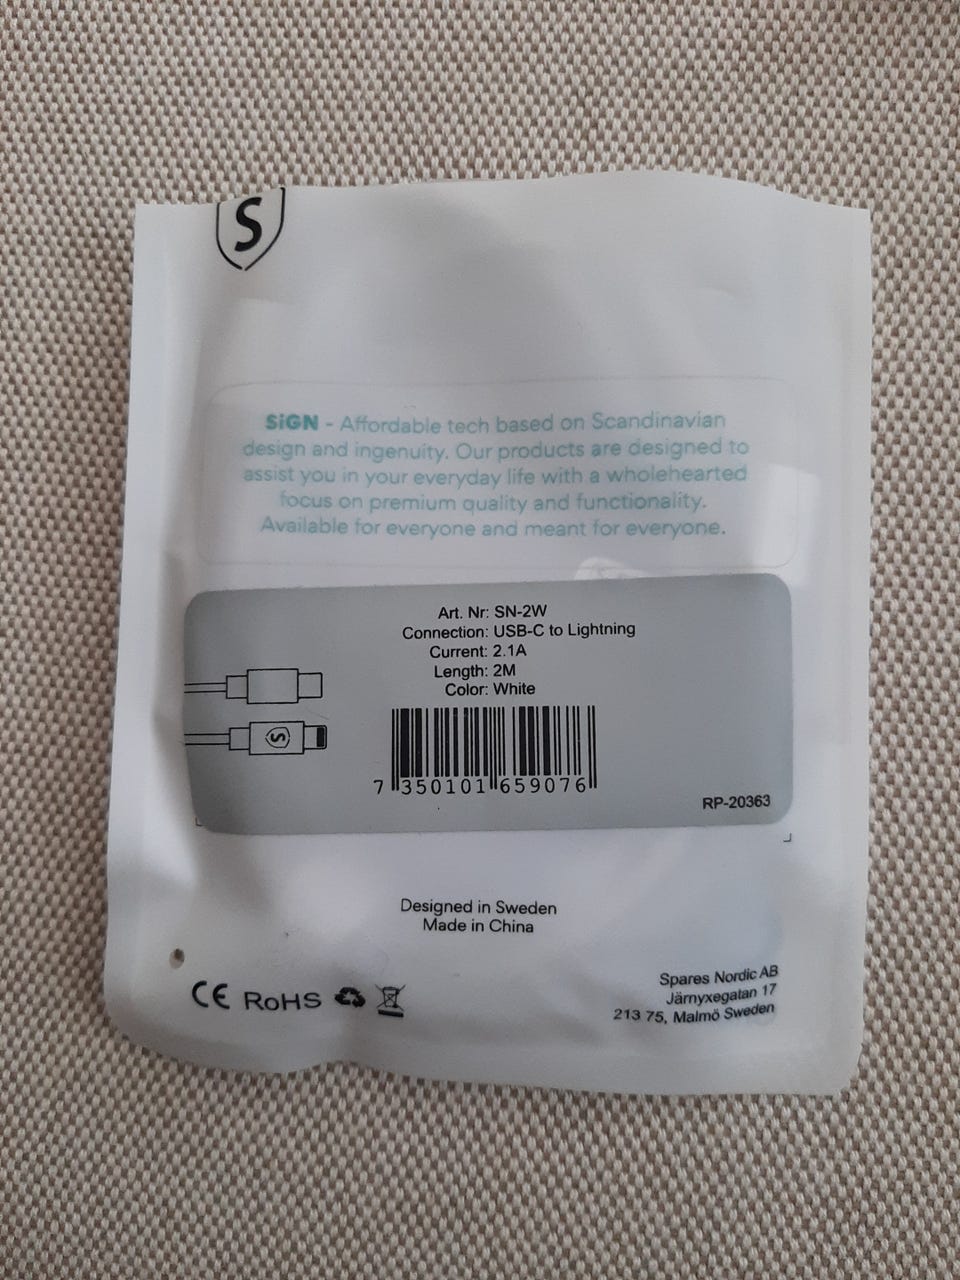 S
SiGN - Affordable tech based on Scandinavian
design and ingenuity. Our products are designed to
assist you in your everyday life with a wholehearted
focus on premium quality and functionality.
Available for everyone and meant for everyone.
Art. Nr: SN-2W
Connection: USB-C to Lightning
Current: 2.1A
Length: 2M
Color: White
S
7 350101 659076
RP-20363
Designed in Sweden
Made in China
CE RoHS
Spares Nordic AB
Järnyxegatan 17
213 75, Malmö Sweden